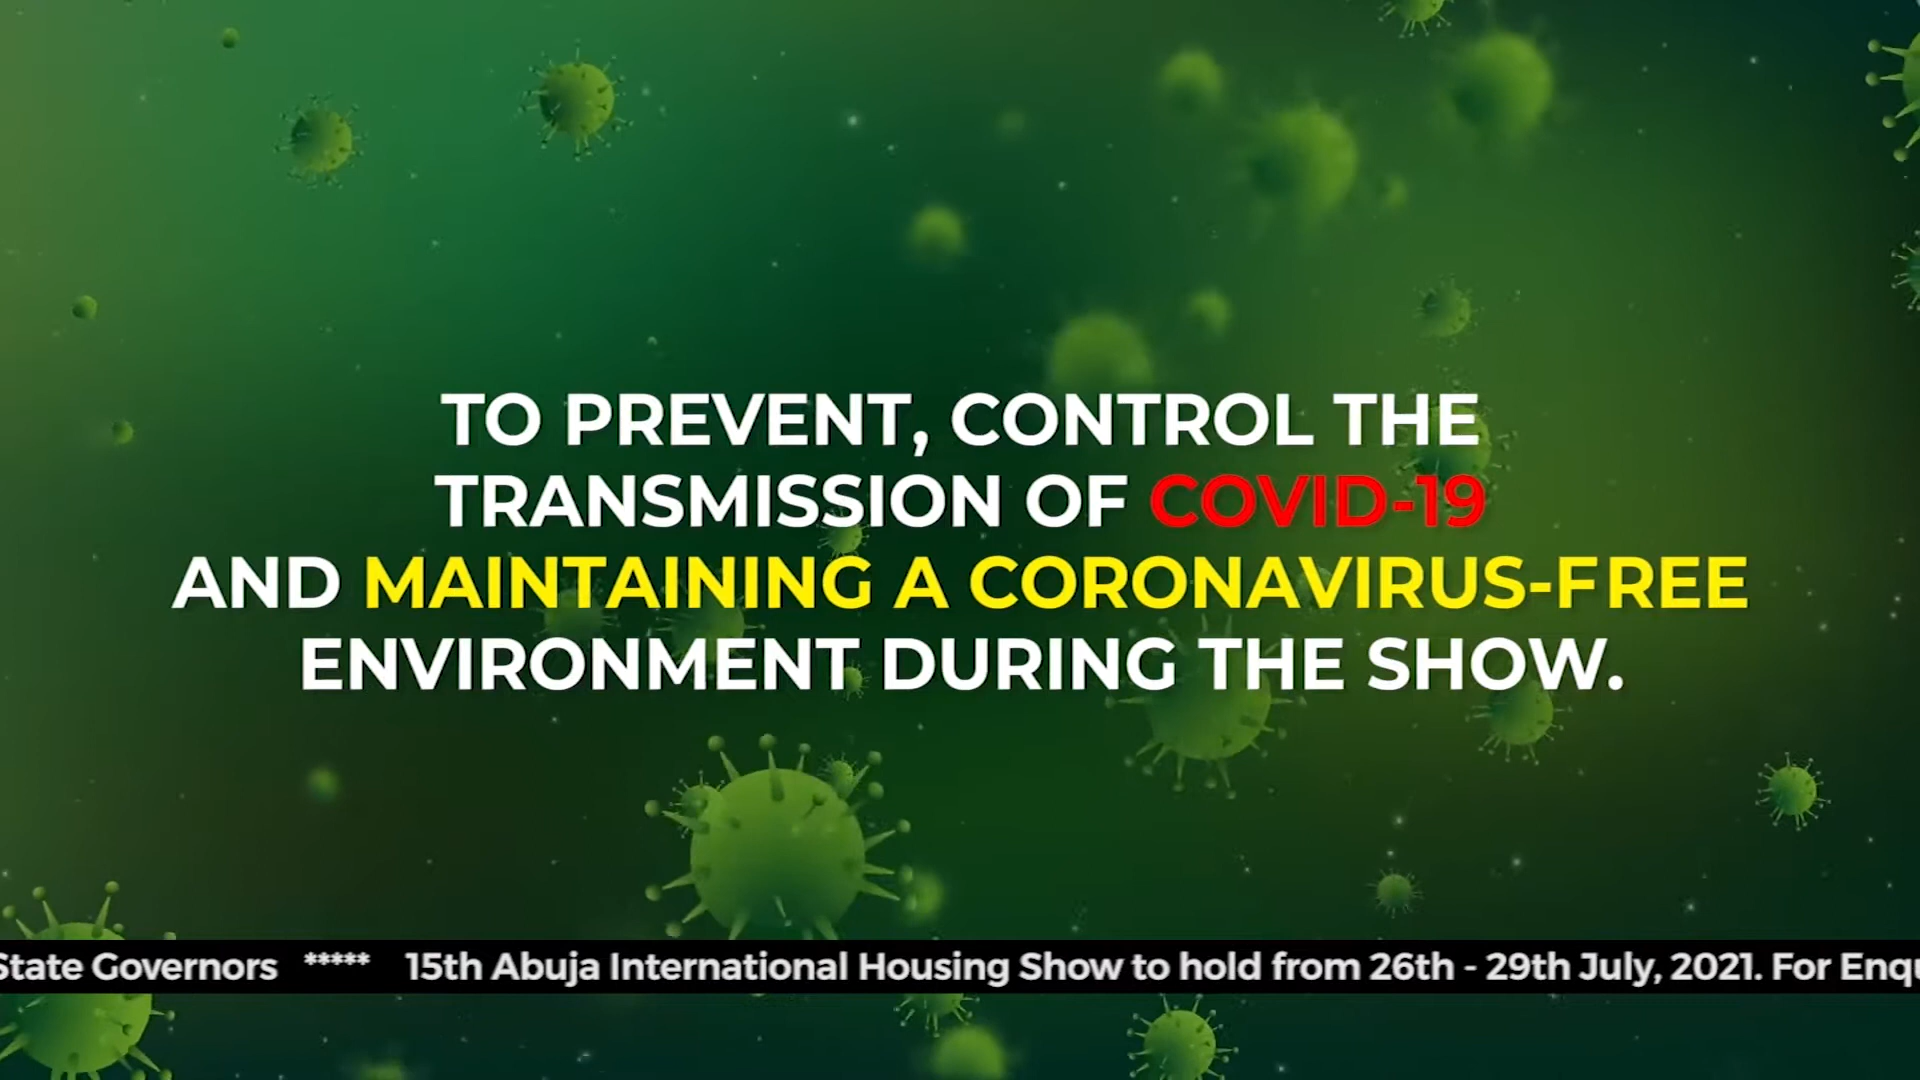 TO PREVENT, CONTROL THE
TRANSMISSION OF COVID-19
AND MAINTAINING A CORONAVIRUS-FREE
ENVIRONMENT DURING THE SHOW.
State Governors ***** 15th Abuja International Housing Show to hold from 26th - 29th July, 2021. For